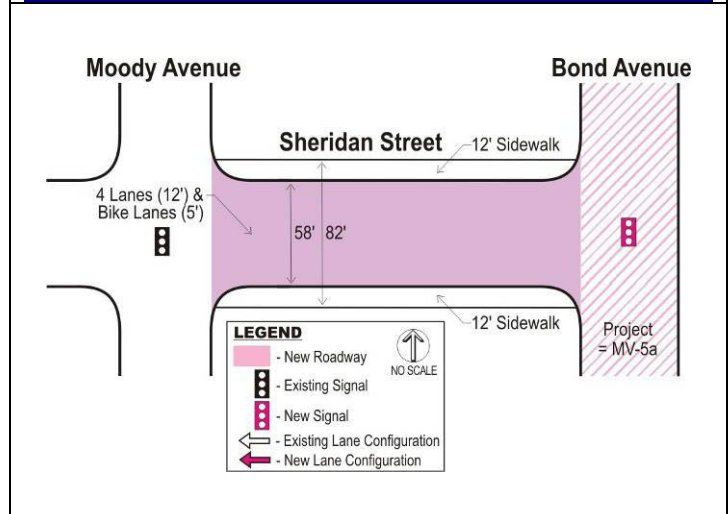 Moody Avenue
Bond Avenue
Sheridan Street
12' Sidewalk
4 Lanes (12') &
Bike Lanes (5')
58'
82'
12' Sidewalk
Project
= MV-5a
LEGEND
- New Roadway
- Existing Signal
- New Signal
- Existing Lane Configuration
- New Lane Configuration
NO SCALE